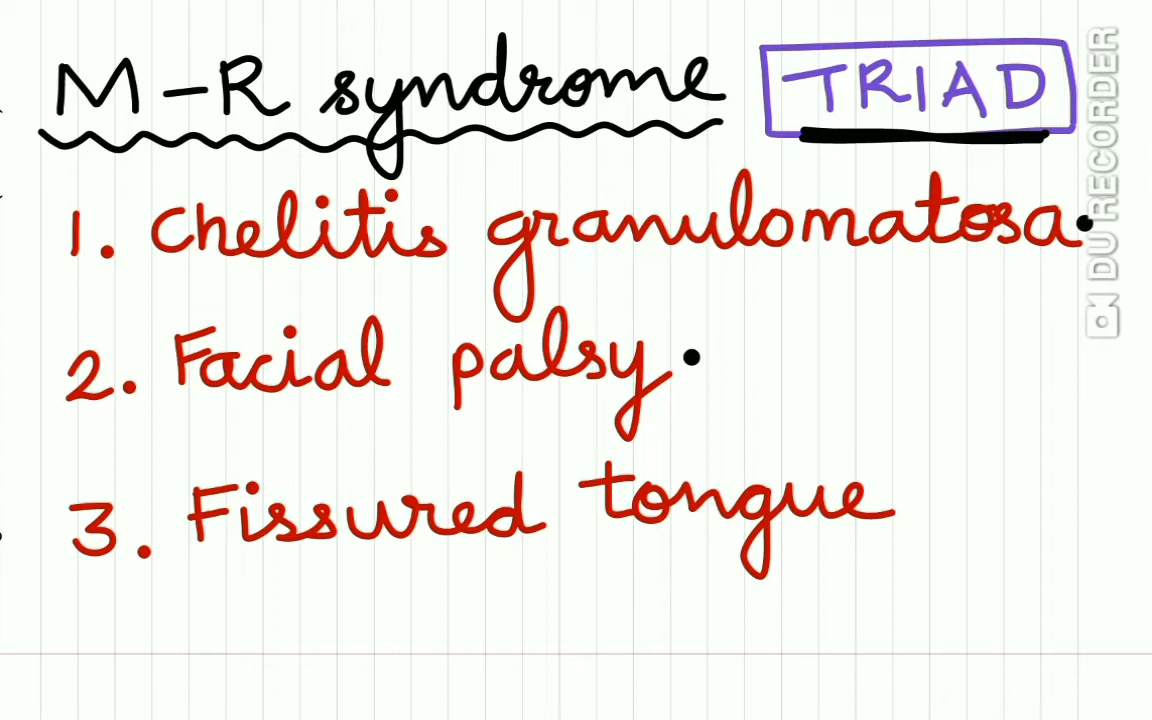 M-R syndrome TRIAD
1. Chelitis granulomatosa.
2. Facial palsy.
3. Fissured tongue
DU RECORDER